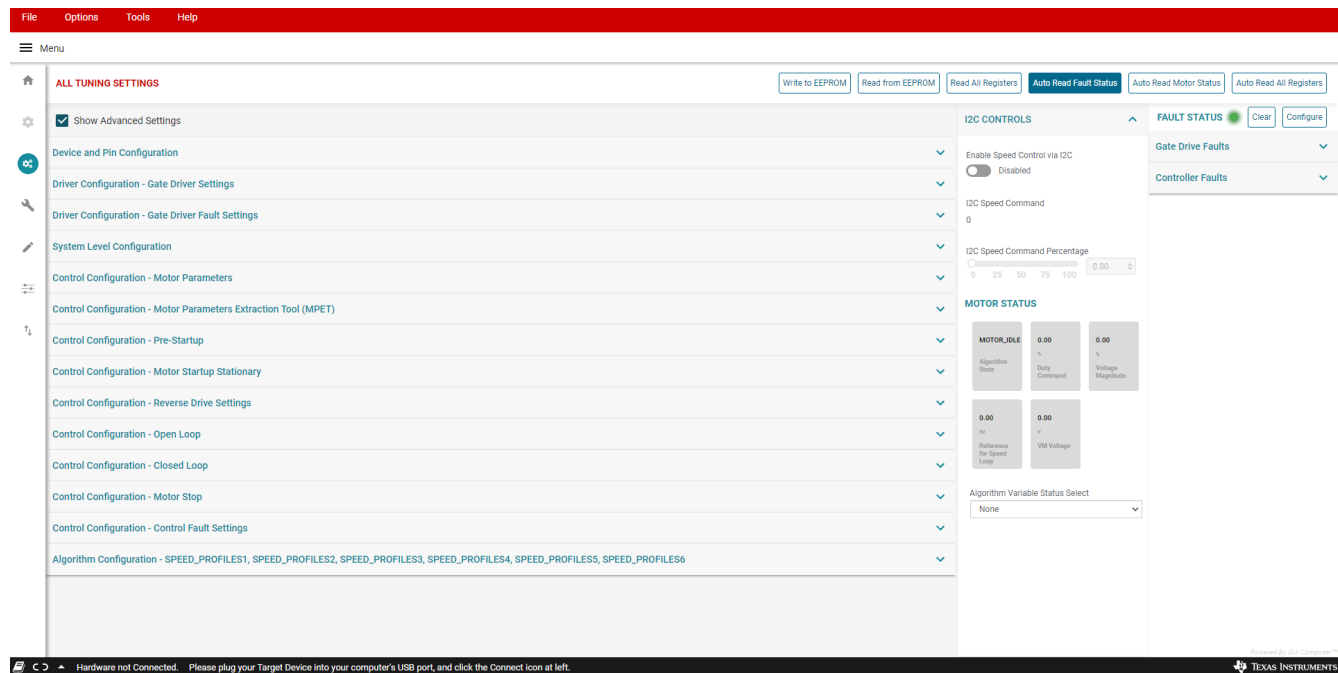 File Options Tools Help
Menu
ALL TUNING SETTINGS
Write to EEPROM Read from EEPROM Read All Registers Auto Read Fault Status Auto Read Motor Status Auto Read All Registers
Show Advanced Settings
Device and Pin Configuration
Driver Configuration - Gate Driver Settings
Driver Configuration - Gate Driver Fault Settings
System Level Configuration
Control Configuration - Motor Parameters
Control Configuration - Motor Parameters Extraction Tool (MPET)
Control Configuration - Pre-Startup
Control Configuration - Motor Startup Stationary
Control Configuration - Reverse Drive Settings
Control Configuration - Open Loop
Control Configuration - Closed Loop
Control Configuration - Motor Stop
Control Configuration - Control Fault Settings
Algorithm Configuration - SPEED_PROFILES1, SPEED_PROFILES2, SPEED_PROFILES3, SPEED_PROFILES4, SPEED_PROFILES5, SPEED_PROFILES6
I2C CONTROLS
Enable Speed Control via I2C
Disabled
I2C Speed Command
0
I2C Speed Command Percentage
0.00
0 25 50 75 100
MOTOR STATUS
MOTOR_IDLE
Algorithm
State
0.00
%
Duty
Command
0.00
%
Voltage
Magnitude
0.00
Hz
Reference
for Speed
Loop
0.00
V
VM Voltage
Algorithm Variable Status Select
None
FAULT STATUS Clear Configure
Gate Drive Faults
Controller Faults
Powered By GUI Composer™
Hardware not Connected. Please plug your Target Device into your computer's USB port, and click the Connect icon at left.
TEXAS INSTRUMENTS